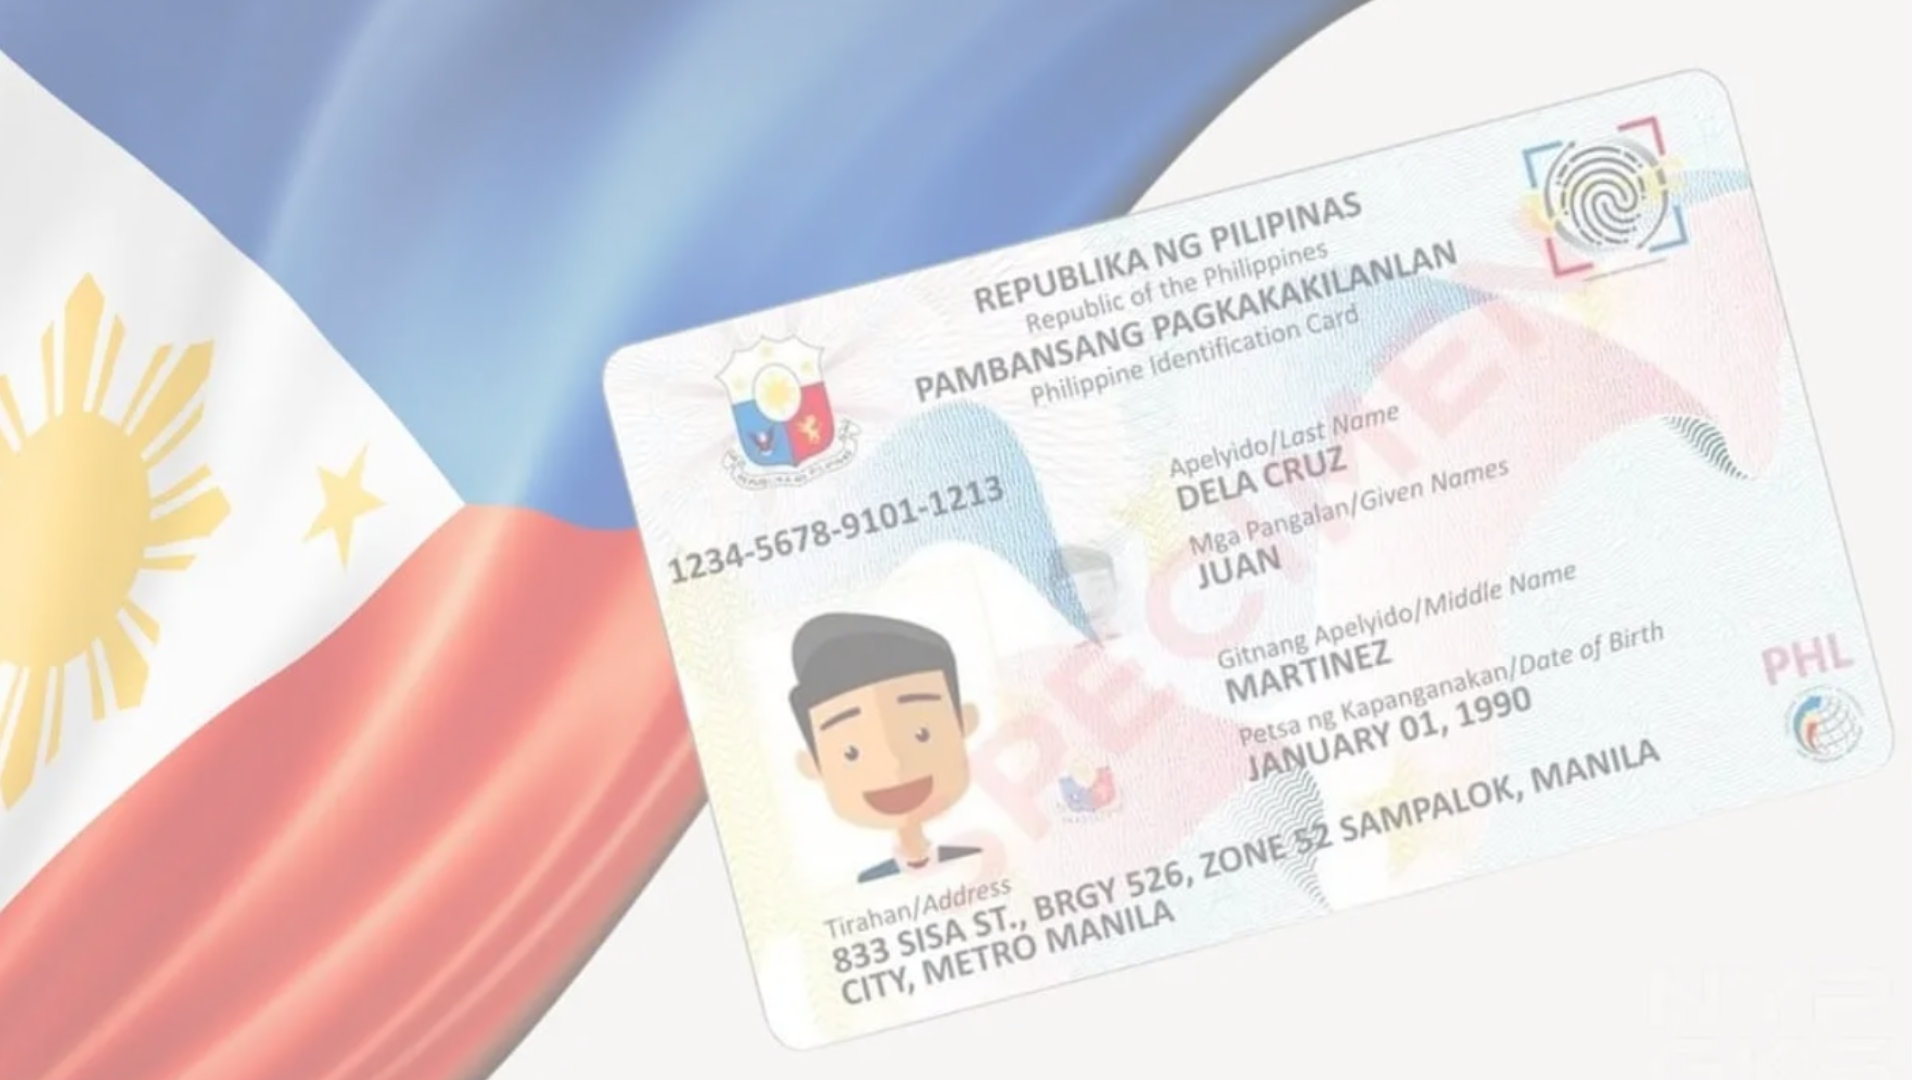 REPUBLIKA NG PILIPINAS
Republic of the Philippines
PAMBANSANG PAGKAKAKILANLAN
Philippine Identification Card
1234-5678-9101-1213
Apelyido/Last Name
DELA CRUZ
Mga Pangalan/Given Names
JUAN
Gitnang Apelyido/Middle Name
MARTINEZ
Petsa ng Kapanganakan/Date of Birth
JANUARY 01, 1990
Tirahan/Address
833 SISA ST., BRGY 526, ZONE 52 SAMPALOK, MANILA
CITY, METRO MANILA
PHL
SPECIMEN